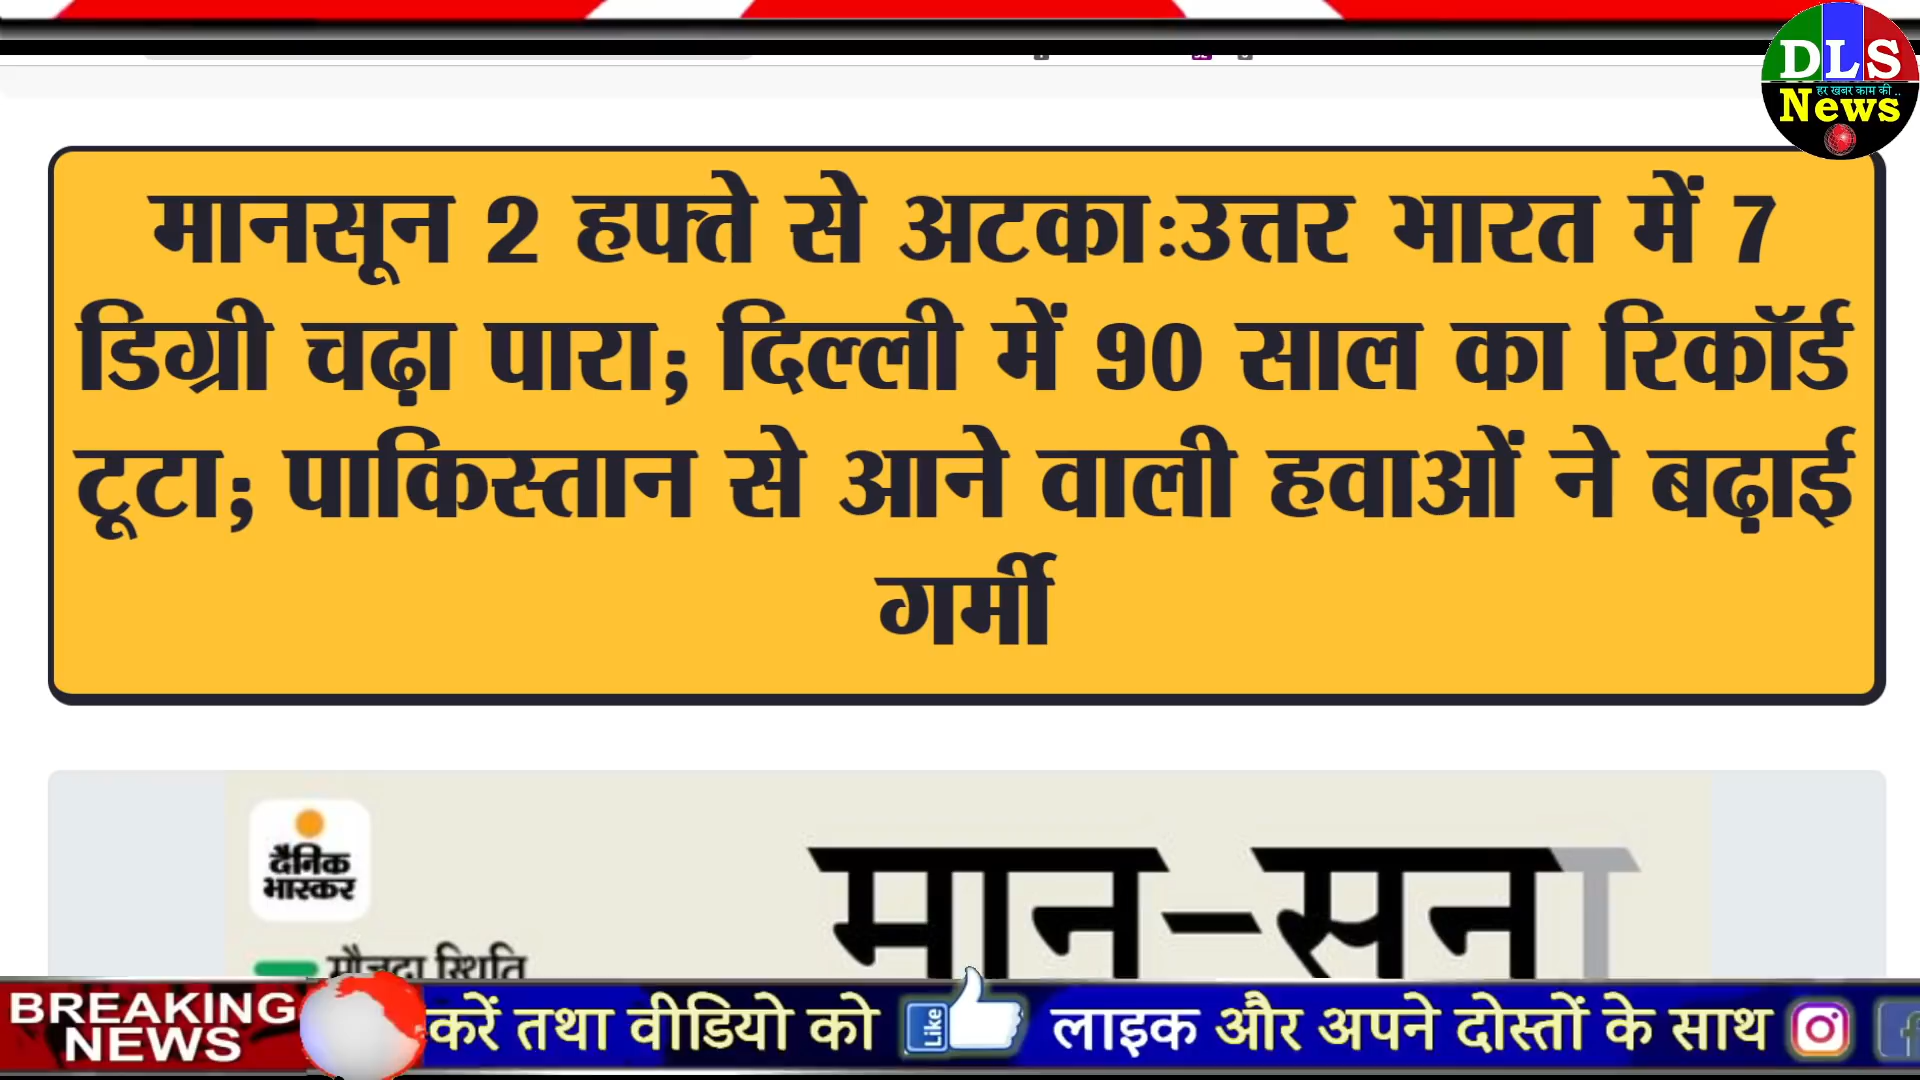 DLS
हर खबर काम की ..
News
मानसून 2 हफ्ते से अटका:उत्तर भारत में 7
डिग्री चढ़ा पारा; दिल्ली में 90 साल का रिकॉर्ड
टूटा; पाकिस्तान से आने वाली हवाओं ने बढ़ाई
गर्मी
दैनिक
भास्कर
मान-सून
मौजूदा स्थिति
BREAKING
NEWS
करें तथा वीडियो को Like लाइक और अपने दोस्तों के साथ